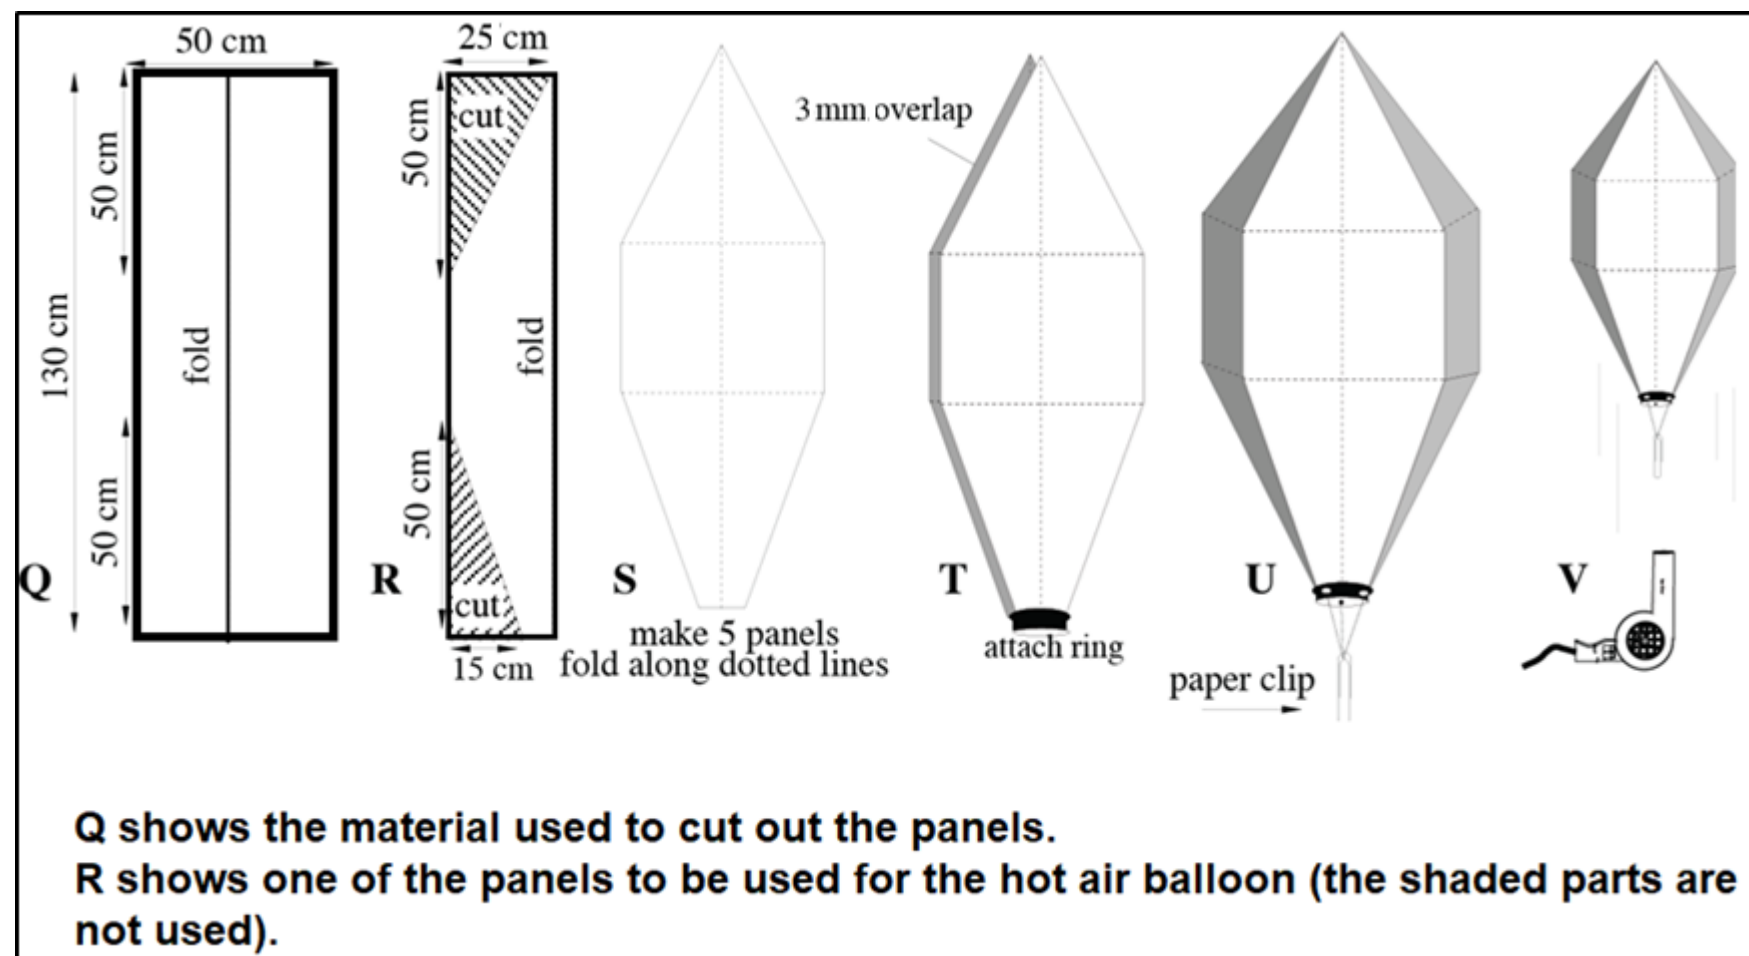 50 cm
130 cm
50 cm
50 cm
fold
Q
25 cm
50 cm
50 cm
cut
fold
cut
15 cm
R
S
make 5 panels
fold along dotted lines
3 mm overlap
T
attach ring
U
paper clip
V
Q shows the material used to cut out the panels.
R shows one of the panels to be used for the hot air balloon (the shaded parts are
not used).